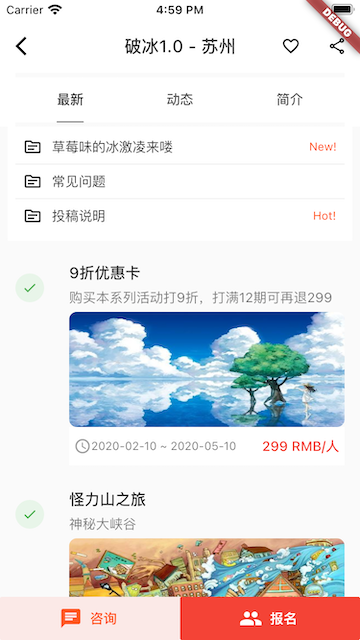 Carrier
4:59 PM
DEBUG
破冰1.0 - 苏州
最新 动态 简介
草莓味的冰激凌来喽 New!
常见问题
投稿说明 Hot!
9折优惠卡
购买本系列活动打9折，打满12期可再退299
2020-02-10 ~ 2020-05-10 299 RMB/人
怪力山之旅
神秘大峡谷
咨询 报名